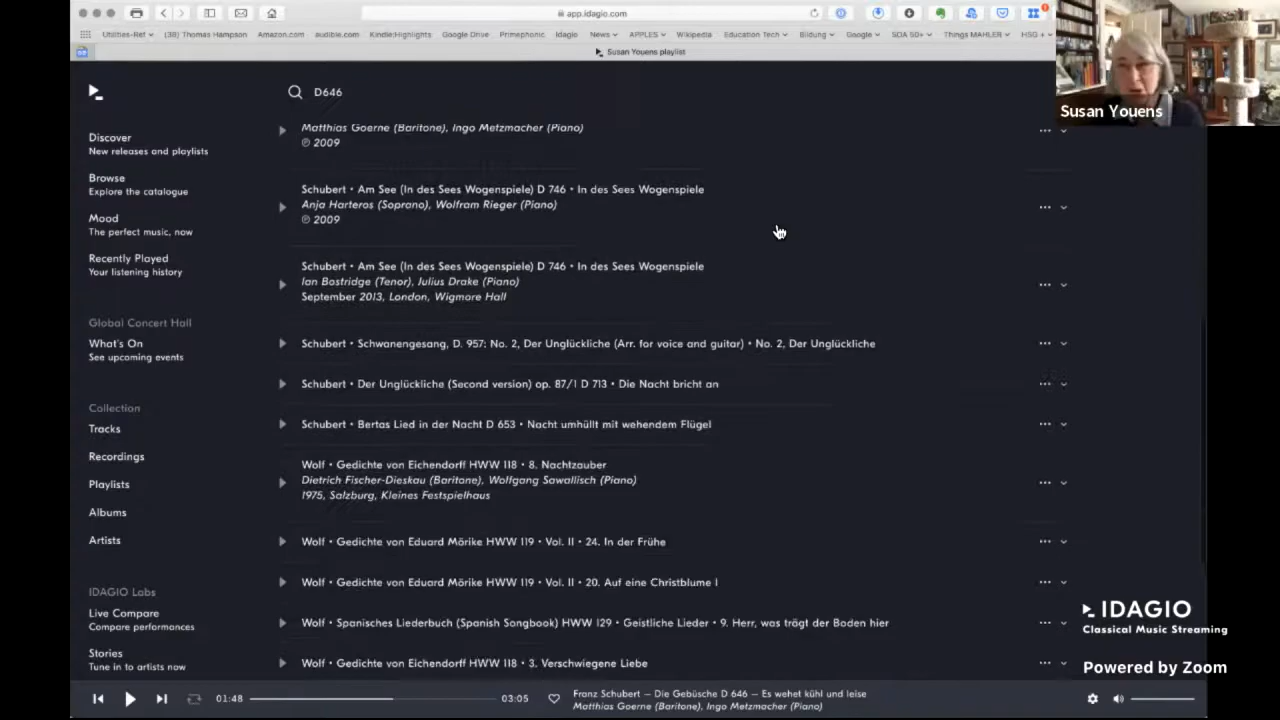 app.idagio.com
Utilities-Ref
(38) Thomas Hampson
Amazon.com
audible.com
Kindle:Highlights
Google Drive
Primephonic
Idagio
News
APPLES
Wikipedia
Education Tech
Bildung
Google
SOA 50+
Things MAHLER
HSG +
Susan Youens playlist
Susan Youens
D646
Discover
New releases and playlists
Browse
Explore the catalogue
Mood
The perfect music, now
Recently Played
Your listening history
Global Concert Hall
What's On
See upcoming events
Collection
Tracks
Recordings
Playlists
Albums
Artists
IDAGIO Labs
Live Compare
Compare performances
Stories
Tune in to artists now
Matthias Goerne (Baritone), Ingo Metzmacher (Piano)
℗ 2009
Schubert • Am See (In des Sees Wogenspiele) D 746 • In des Sees Wogenspiele
Anja Harteros (Soprano), Wolfram Rieger (Piano)
℗ 2009
Schubert • Am See (In des Sees Wogenspiele) D 746 • In des Sees Wogenspiele
Ian Bostridge (Tenor), Julius Drake (Piano)
September 2013, London, Wigmore Hall
Schubert • Schwanengesang, D. 957: No. 2, Der Unglückliche (Arr. for voice and guitar) • No. 2, Der Unglückliche
Schubert • Der Unglückliche (Second version) op. 87/1 D 713 • Die Nacht bricht an
Schubert • Bertas Lied in der Nacht D 653 • Nacht umhüllt mit wehendem Flügel
Wolf • Gedichte von Eichendorff HWW 118 • 8. Nachtzauber
Dietrich Fischer-Dieskau (Baritone), Wolfgang Sawallisch (Piano)
1975, Salzburg, Kleines Festspielhaus
Wolf • Gedichte von Eduard Mörike HWW 119 • Vol. II • 24. In der Frühe
Wolf • Gedichte von Eduard Mörike HWW 119 • Vol. II • 20. Auf eine Christblume I
Wolf • Spanisches Liederbuch (Spanish Songbook) HWW 129 • Geistliche Lieder • 9. Herr, was trägt der Boden hier
Wolf • Gedichte von Eichendorff HWW 118 • 3. Verschwiegene Liebe
IDAGIO
Classical Music Streaming
Powered by Zoom
01:48
03:05
Franz Schubert – Die Gebüsche D 646 – Es wehet kühl und leise
Matthias Goerne (Baritone), Ingo Metzmacher (Piano)